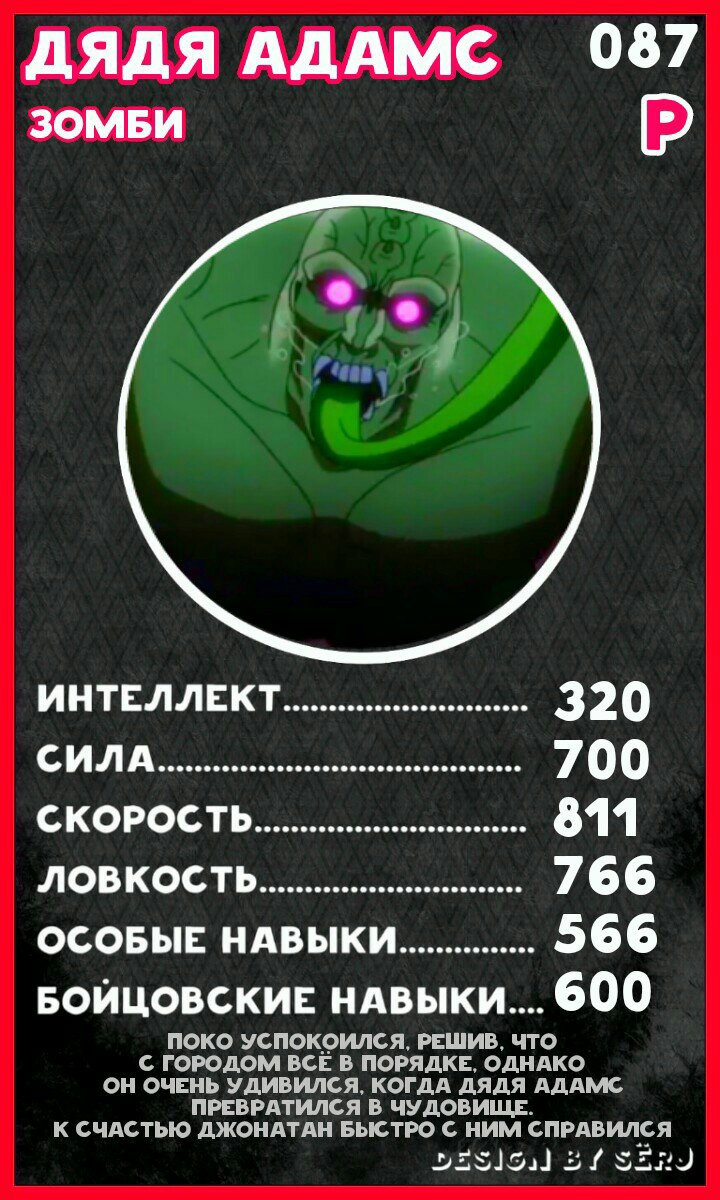 ДЯДЯ АДАМС 087
ЗОМБИ Р
ИНТЕЛЛЕКТ........................... 320
СИЛА........................................ 700
СКОРОСТЬ.............................. 811
ЛОВКОСТЬ............................. 766
ОСОБЫЕ НАВЫКИ............... 566
БОЙЦОВСКИЕ НАВЫКИ.... 600
ПОКО УСПОКОИЛСЯ, РЕШИВ, ЧТО
С ГОРОДОМ ВСЁ В ПОРЯДКЕ, ОДНАКО
ОН ОЧЕНЬ УДИВИЛСЯ, КОГДА ДЯДЯ АДАМС
ПРЕВРАТИЛСЯ В ЧУДОВИЩЕ.
К СЧАСТЬЮ ДЖОНАТАН БЫСТРО С НИМ СПРАВИЛСЯ
DESIGN BY SЁRJ